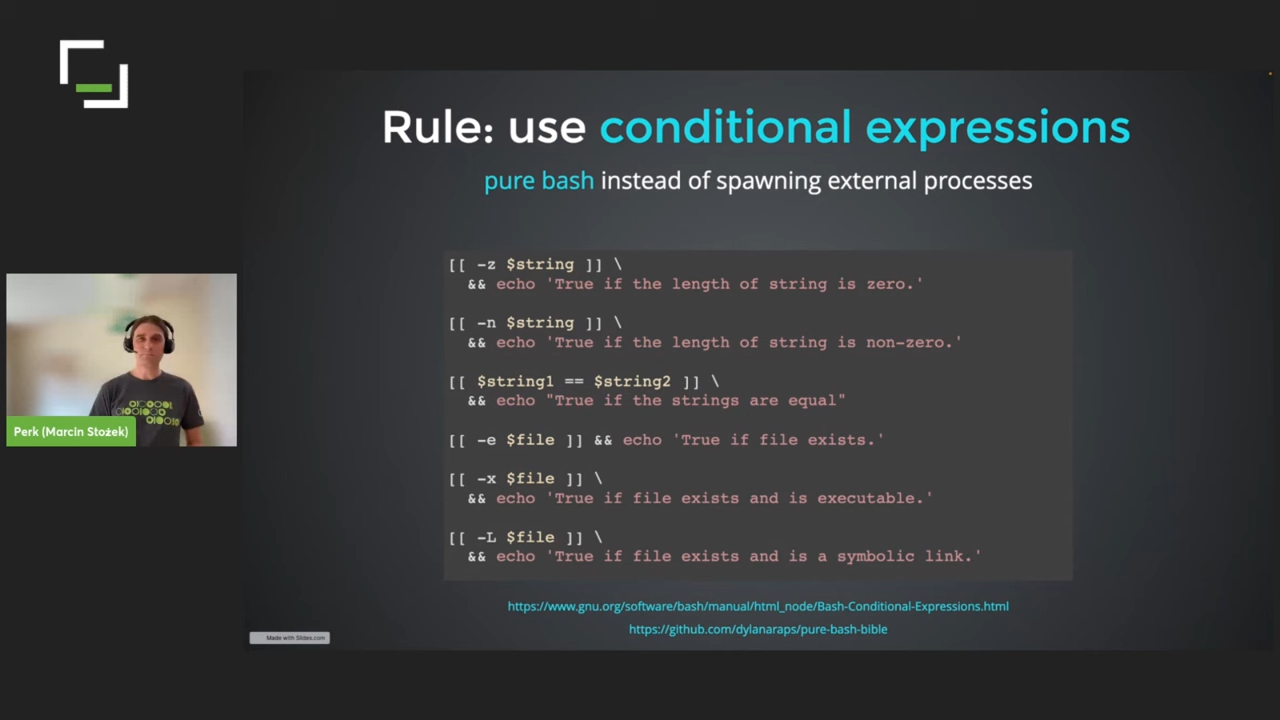 Rule: use conditional expressions
pure bash instead of spawning external processes
[[ -z $string ]] \
&& echo 'True if the length of string is zero.'
[[ -n $string ]] \
&& echo 'True if the length of string is non-zero.'
[[ $string1 == $string2 ]] \
&& echo "True if the strings are equal"
[[ -e $file ]] && echo 'True if file exists.'
[[ -x $file ]] \
&& echo 'True if file exists and is executable.'
[[ -L $file ]] \
&& echo 'True if file exists and is a symbolic link.'
https://www.gnu.org/software/bash/manual/html_node/Bash-Conditional-Expressions.html
https://github.com/dylanaraps/pure-bash-bible
Made with Slides.com
Perk (Marcin Stożek)